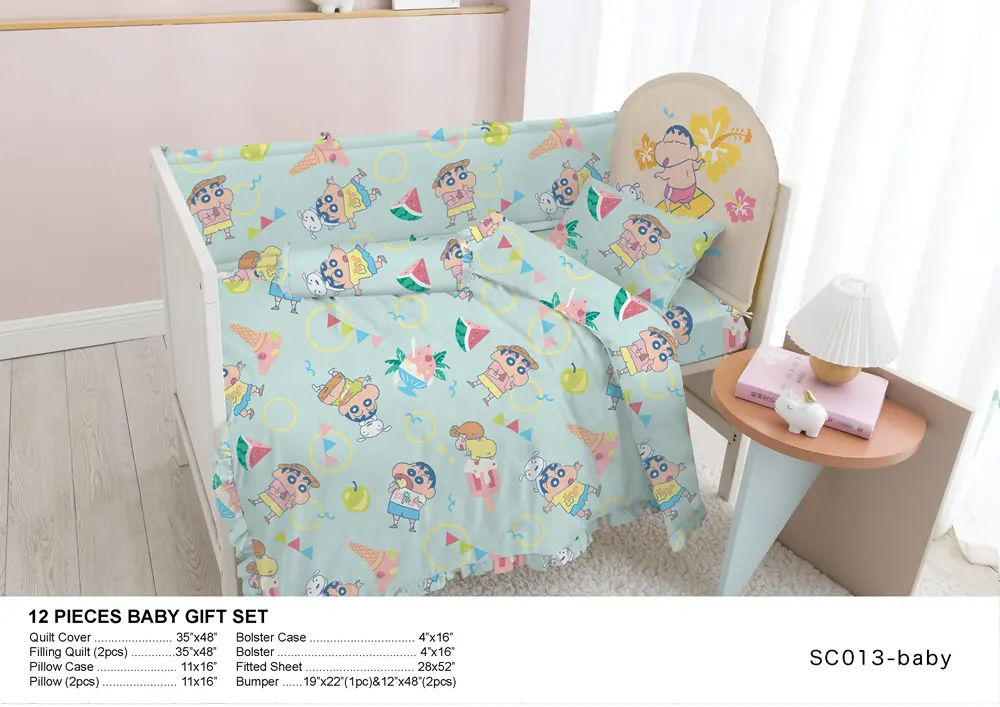 12 PIECES BABY GIFT SET
Quilt Cover ....................... 35"x48"
Filling Quilt (2pcs) .............35"x48"
Pillow Case ........................ 11x16"
Pillow (2pcs) ...................... 11x16"
Bolster Case ............................... 4"x16"
Bolster ......................................... 4"x16"
Fitted Sheet ................................ 28x52"
Bumper ......19"x22"(1pc)&12"x48"(2pcs)
SC013-baby